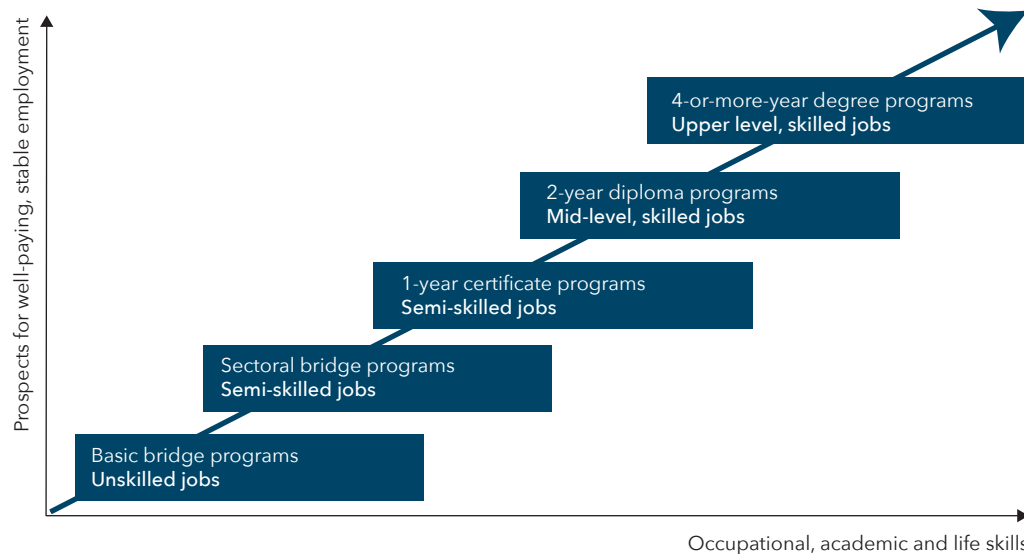 Prospects for well-paying, stable employment
4-or-more-year degree programs
Upper level, skilled jobs
2-year diploma programs
Mid-level, skilled jobs
1-year certificate programs
Semi-skilled jobs
Sectoral bridge programs
Semi-skilled jobs
Basic bridge programs
Unskilled jobs
Occupational, academic and life skills